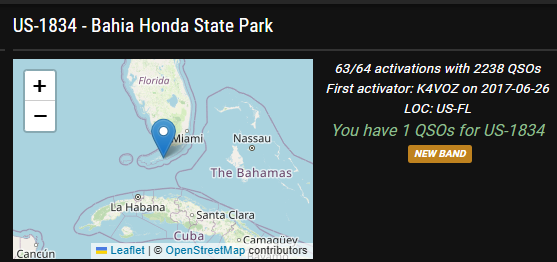 US-1834 - Bahia Honda State Park
+
−
Florida
Miami
Nassau
The Bahamas
La Habana
Santa Clara
Cuba
Camagüey
Cancún
Leaflet | © OpenStreetMap contributors
63/64 activations with 2238 QSOs
First activator: K4VOZ on 2017-06-26
LOC: US-FL
You have 1 QSOs for US-1834
NEW BAND